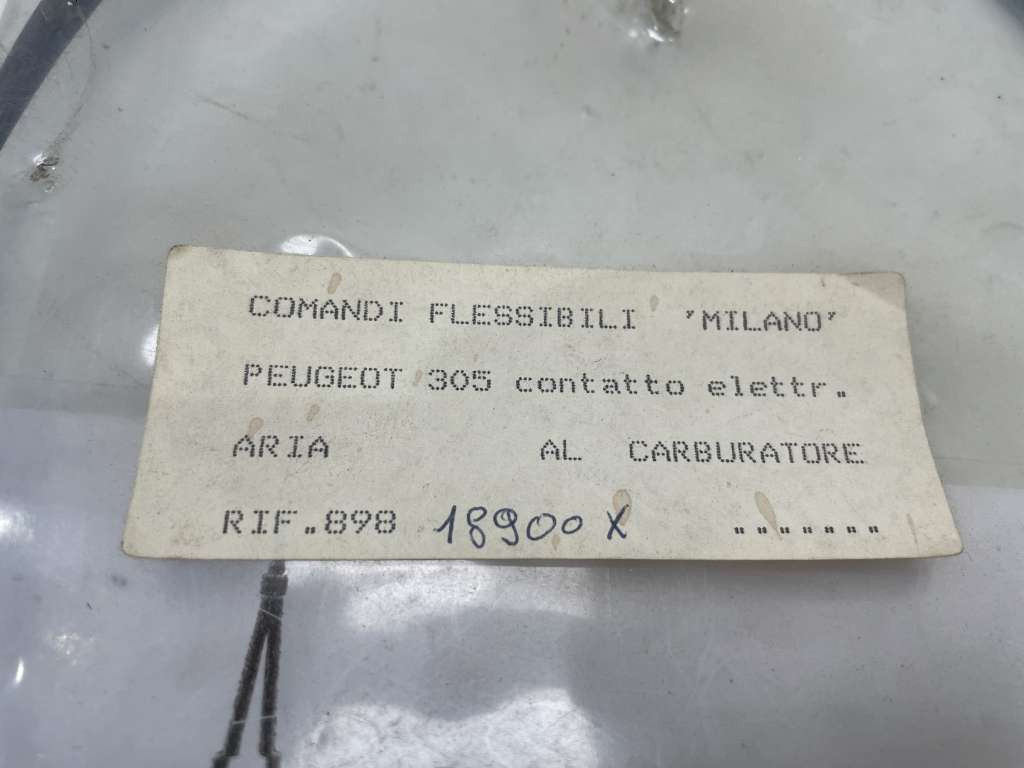 COMANDI FLESSIBILI 'MILANO'
PEUGEOT 305 contatto elettr.
ARIA AL CARBURATORE
RIF.898 18900 X .......